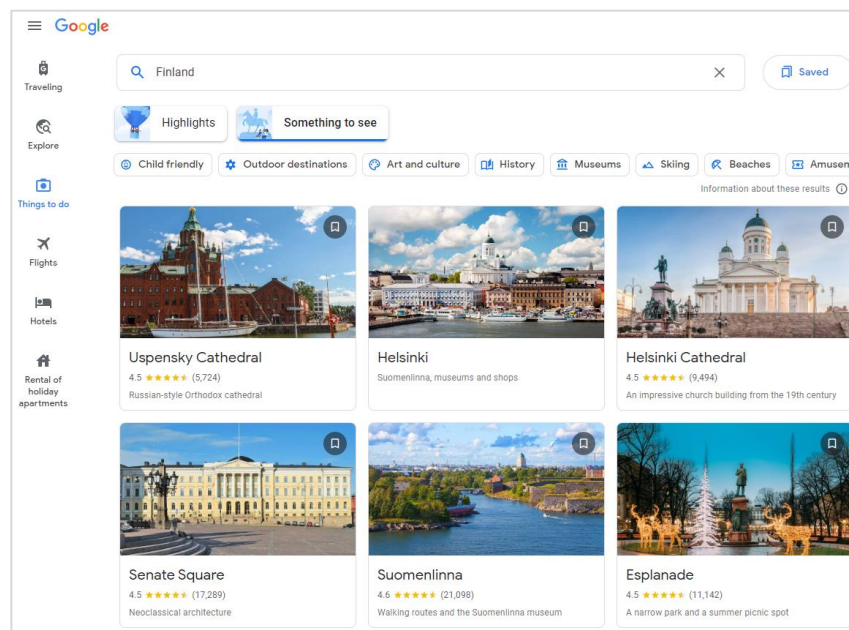 Google
Traveling
Explore
Things to do
Flights
Hotels
Rental of
holiday
apartments
Finland
Saved
Highlights
Something to see
Child friendly
Outdoor destinations
Art and culture
History
Museums
Skiing
Beaches
Amusen
Information about these results
Uspensky Cathedral
4.5 (5,724)
Russian-style Orthodox cathedral
Helsinki
Suomenlinna, museums and shops
Helsinki Cathedral
4.5 (9,494)
An impressive church building from the 19th century
Senate Square
4.5 (17,289)
Neoclassical architecture
Suomenlinna
4.6 (21,098)
Walking routes and the Suomenlinna museum
Esplanade
4.5 (11,142)
A narrow park and a summer picnic spot